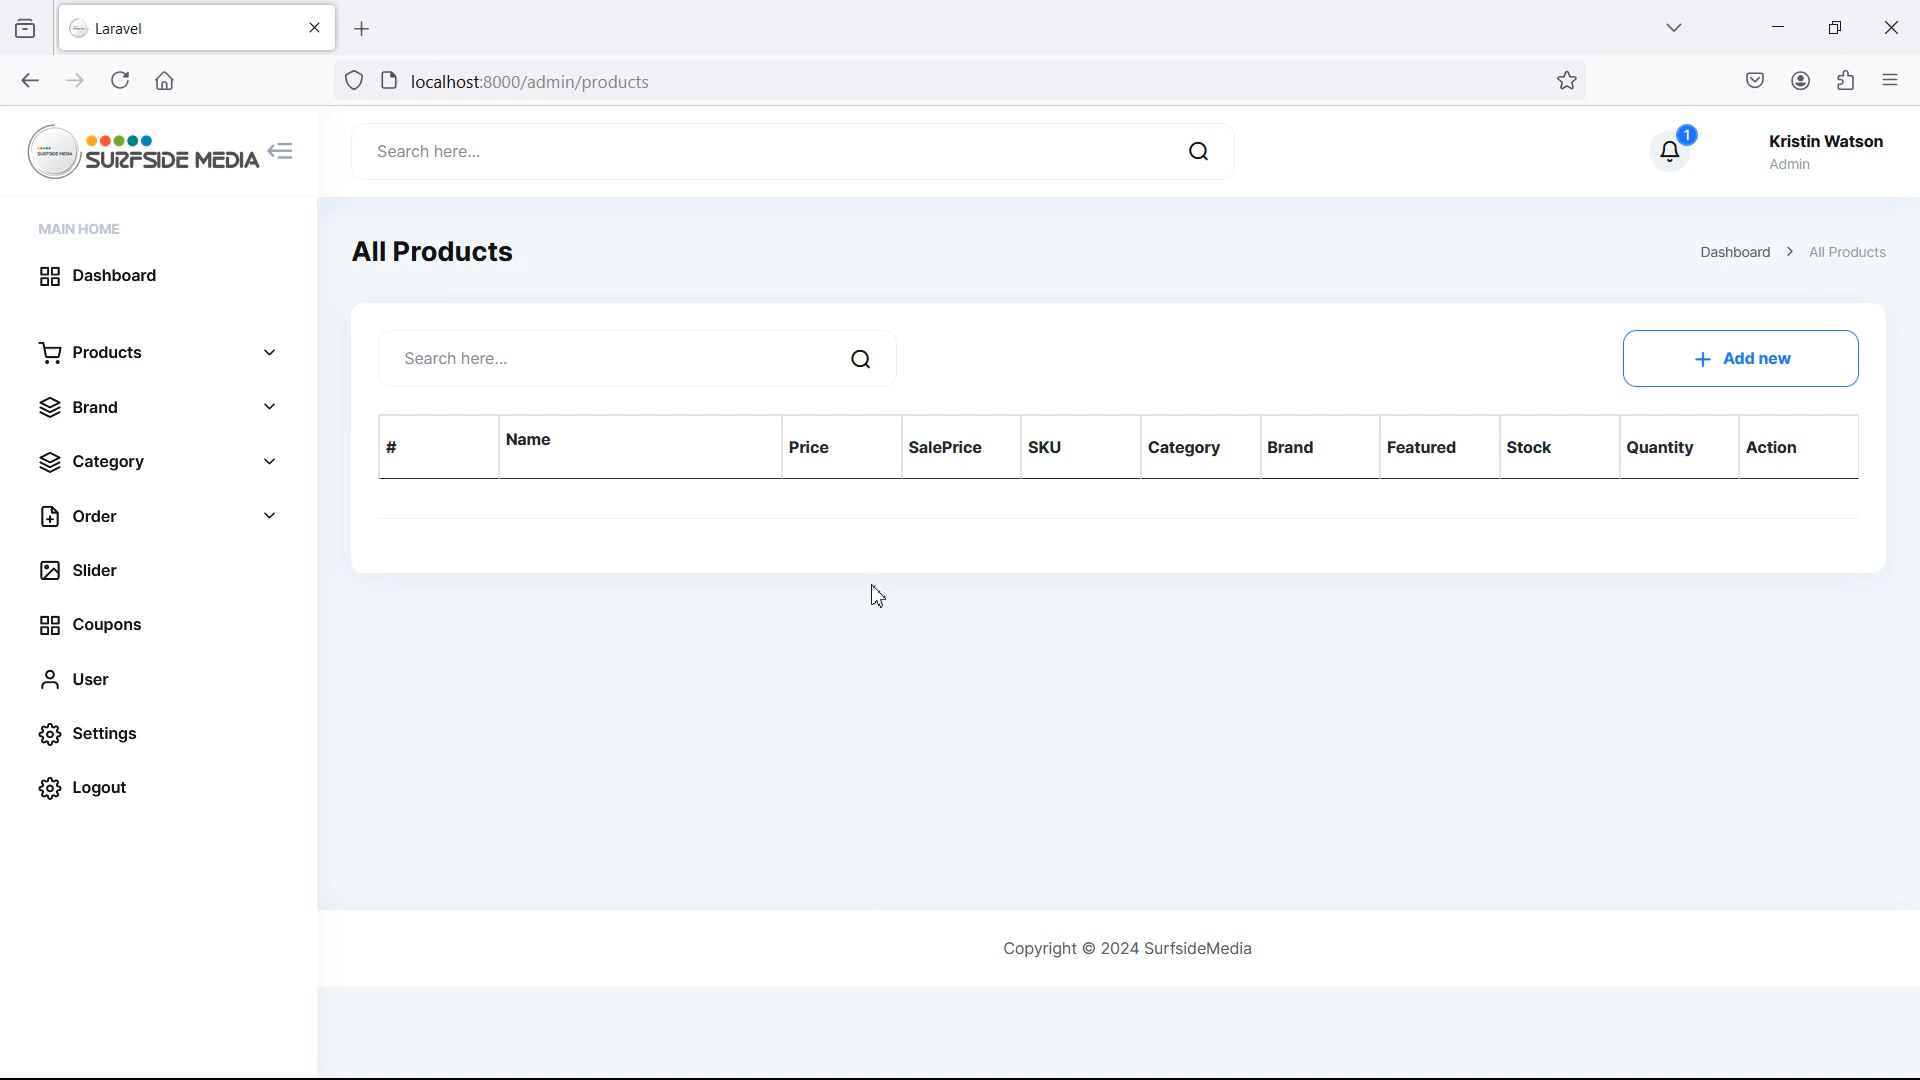 Laravel
localhost:8000/admin/products
SURFSIDE MEDIA
SURFSIDE MEDIA
Search here...
1
Kristin Watson
Admin
MAIN HOME
Dashboard
Products
Brand
Category
Order
Slider
Coupons
User
Settings
Logout
All Products
Dashboard > All Products
Search here...
+ Add new
# Name Price SalePrice SKU Category Brand Featured Stock Quantity Action
Copyright © 2024 SurfsideMedia